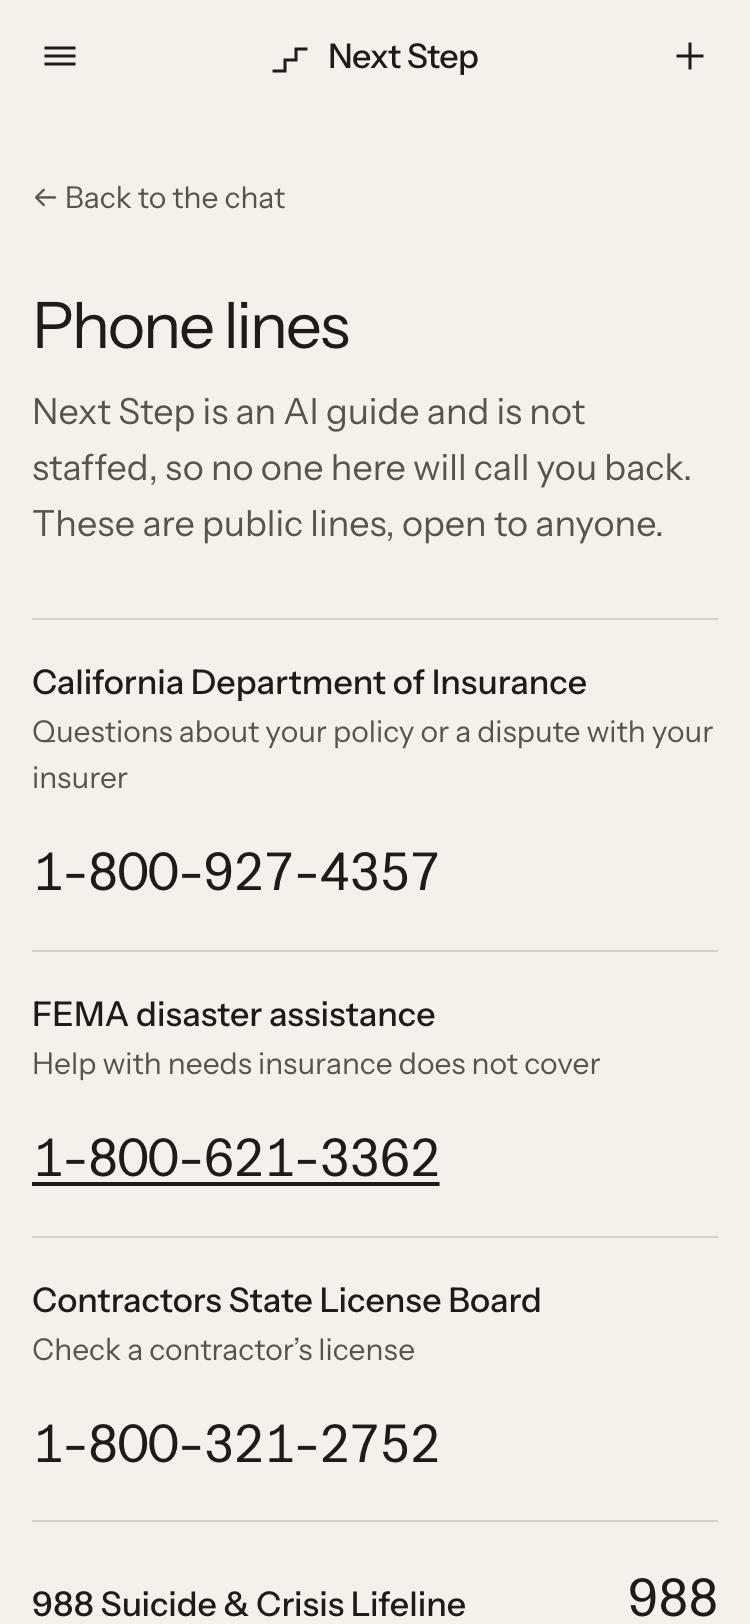 Next Step
← Back to the chat
Phone lines
Next Step is an AI guide and is not
staffed, so no one here will call you back.
These are public lines, open to anyone.
California Department of Insurance
Questions about your policy or a dispute with your
insurer
1-800-927-4357
FEMA disaster assistance
Help with needs insurance does not cover
1-800-621-3362
Contractors State License Board
Check a contractor’s license
1-800-321-2752
988 Suicide & Crisis Lifeline 988